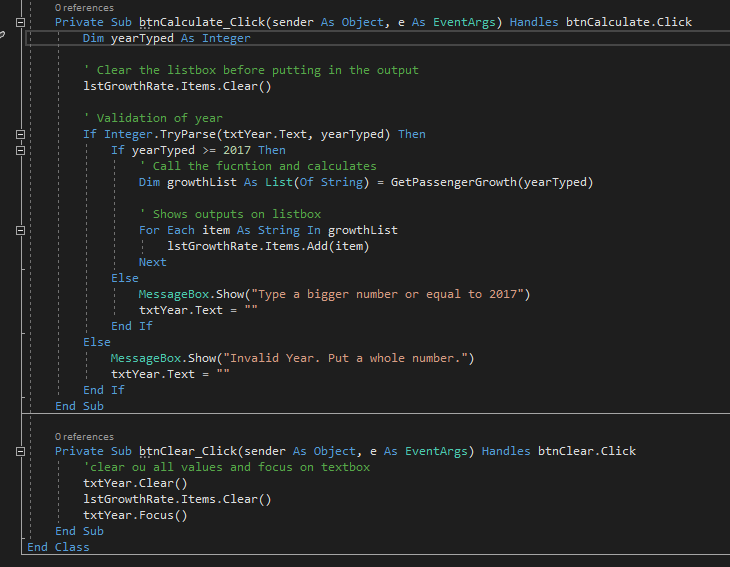 0 references
Private Sub btnCalculate_Click(sender As Object, e As EventArgs) Handles btnCalculate.Click
Dim yearTyped As Integer
' Clear the listbox before putting in the output
lstGrowthRate.Items.Clear()
' Validation of year
If Integer.TryParse(txtYear.Text, yearTyped) Then
If yearTyped >= 2017 Then
' Call the fucntion and calculates
Dim growthList As List(Of String) = GetPassengerGrowth(yearTyped)
' Shows outputs on listbox
For Each item As String In growthList
lstGrowthRate.Items.Add(item)
Next
Else
MessageBox.Show("Type a bigger number or equal to 2017")
txtYear.Text = ""
End If
Else
MessageBox.Show("Invalid Year. Put a whole number.")
txtYear.Text = ""
End If
End Sub
0 references
Private Sub btnClear_Click(sender As Object, e As EventArgs) Handles btnClear.Click
'clear ou all values and focus on textbox
txtYear.Clear()
lstGrowthRate.Items.Clear()
txtYear.Focus()
End Sub
End Class